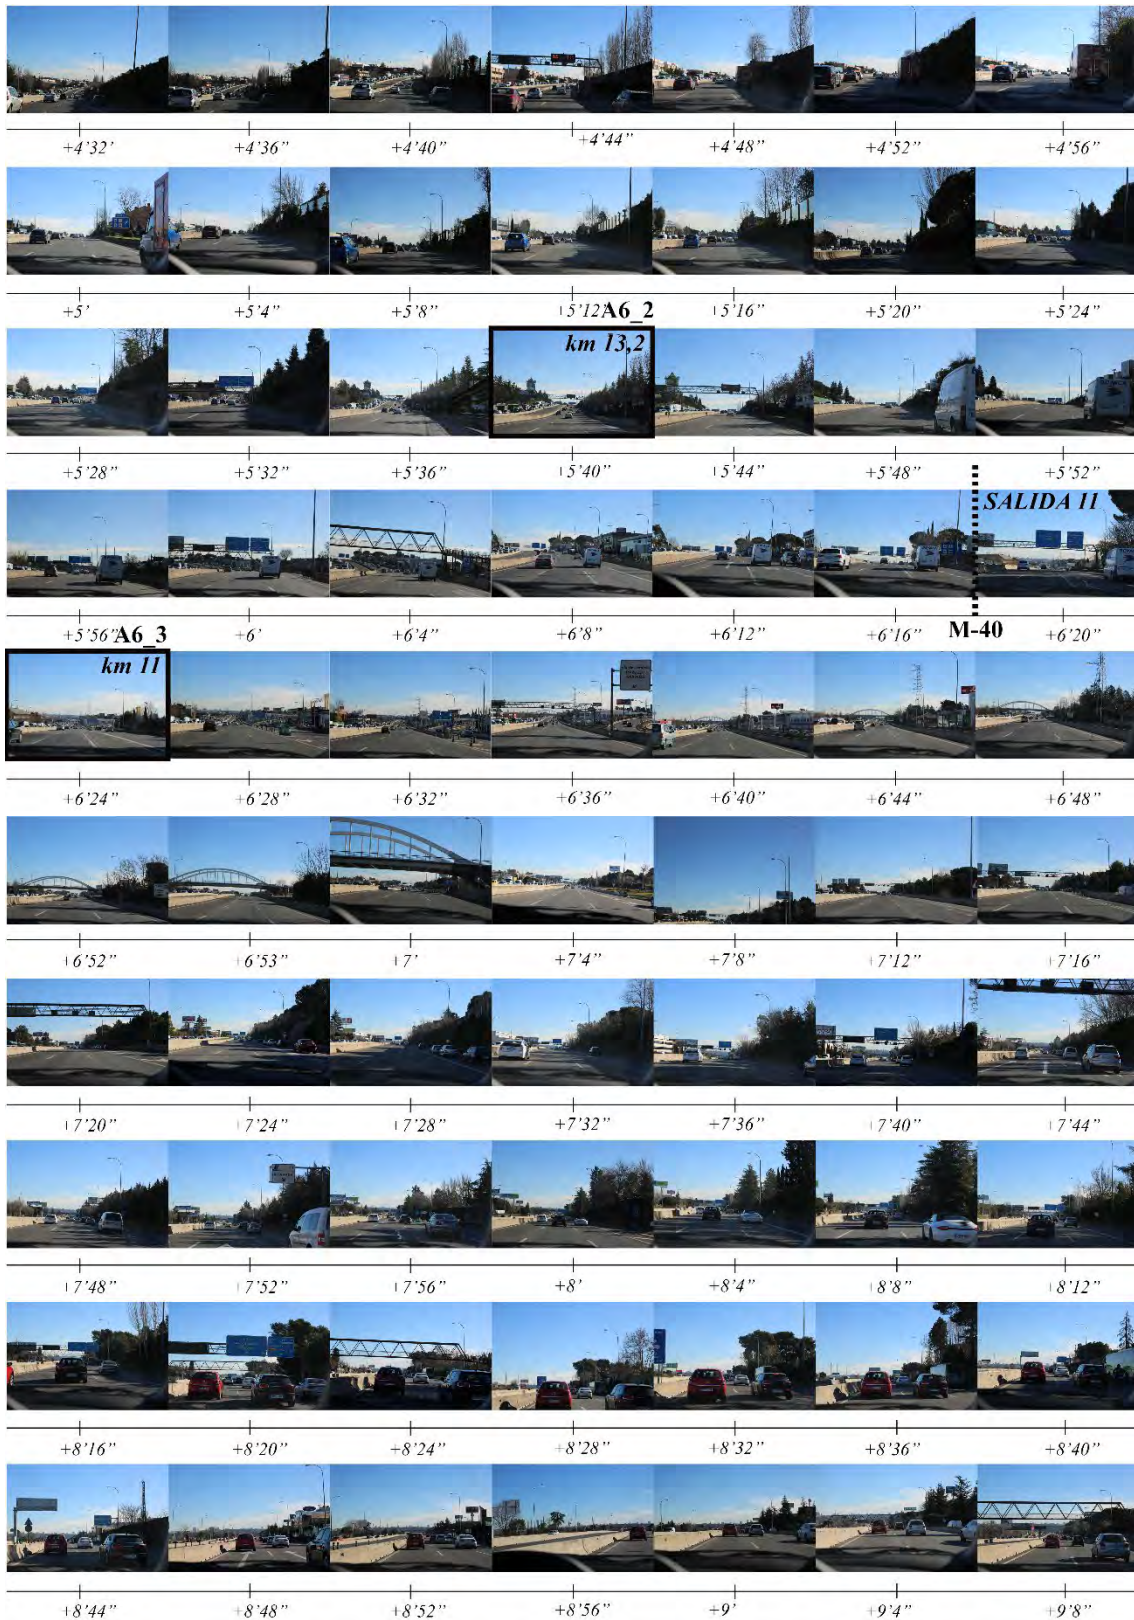 +4'32' +4'36" +4'40" +4'44" +4'48" +4'52" +4'56"
+5' +5'4" +5'8" +5'12" +5'16" +5'20" +5'24"
A6_2
km 13,2
+5'28" +5'32" +5'36" +5'40" +5'44" +5'48" +5'52"
SALIDA 11
+5'56" +6' +6'4" +6'8" +6'12" +6'16" +6'20"
A6_3
M-40
km 11
+6'24" +6'28" +6'32" +6'36" +6'40" +6'44" +6'48"
+6'52" +6'53" +7' +7'4" +7'8" +7'12" +7'16"
+7'20" +7'24" +7'28" +7'32" +7'36" +7'40" +7'44"
+7'48" +7'52" +7'56" +8' +8'4" +8'8" +8'12"
+8'16" +8'20" +8'24" +8'28" +8'32" +8'36" +8'40"
+8'44" +8'48" +8'52" +8'56" +9' +9'4" +9'8"